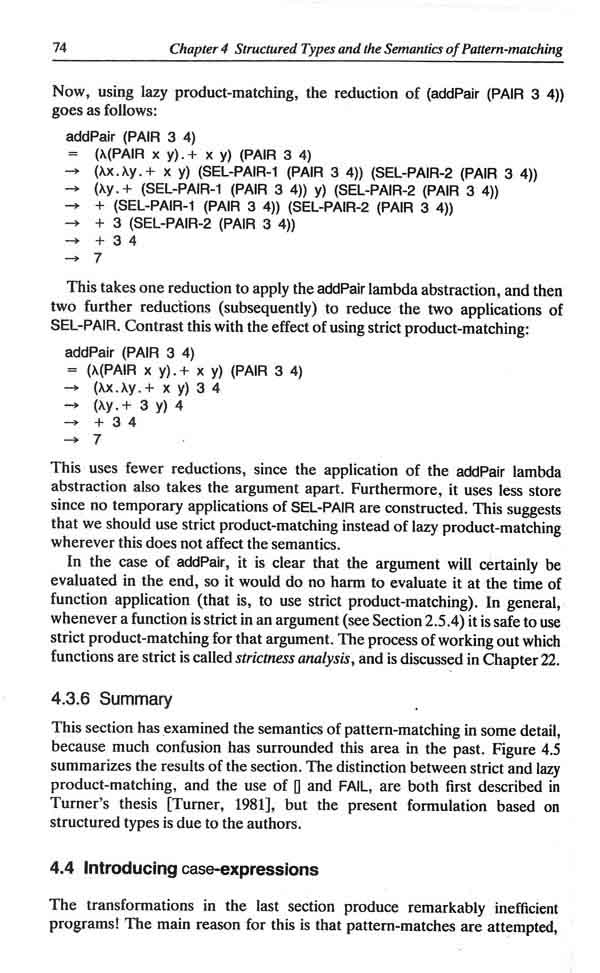 74 Chapter 4 Structured Types and the Semantics of Pattern-matching
Now, using lazy product-matching, the reduction of (addPair (PAIR 3 4))
goes as follows:
addPair (PAIR 3 4)
= (λ(PAIR x y).+ x y) (PAIR 3 4)
→ (λx.λy.+ x y) (SEL-PAIR-1 (PAIR 3 4)) (SEL-PAIR-2 (PAIR 3 4))
→ (λy.+ (SEL-PAIR-1 (PAIR 3 4)) y) (SEL-PAIR-2 (PAIR 3 4))
→ + (SEL-PAIR-1 (PAIR 3 4)) (SEL-PAIR-2 (PAIR 3 4))
→ + 3 (SEL-PAIR-2 (PAIR 3 4))
→ + 3 4
→ 7
This takes one reduction to apply the addPair lambda abstraction, and then
two further reductions (subsequently) to reduce the two applications of
SEL-PAIR. Contrast this with the effect of using strict product-matching:
addPair (PAIR 3 4)
= (λ(PAIR x y).+ x y) (PAIR 3 4)
→ (λx.λy.+ x y) 3 4
→ (λy.+ 3 y) 4
→ + 3 4
→ 7
This uses fewer reductions, since the application of the addPair lambda
abstraction also takes the argument apart. Furthermore, it uses less store
since no temporary applications of SEL-PAIR are constructed. This suggests
that we should use strict product-matching instead of lazy product-matching
wherever this does not affect the semantics.
In the case of addPair, it is clear that the argument will certainly be
evaluated in the end, so it would do no harm to evaluate it at the time of
function application (that is, to use strict product-matching). In general,
whenever a function is strict in an argument (see Section 2.5.4) it is safe to use
strict product-matching for that argument. The process of working out which
functions are strict is called strictness analysis, and is discussed in Chapter 22.
4.3.6 Summary
This section has examined the semantics of pattern-matching in some detail,
because much confusion has surrounded this area in the past. Figure 4.5
summarizes the results of the section. The distinction between strict and lazy
product-matching, and the use of [] and FAIL, are both first described in
Turner's thesis [Turner, 1981], but the present formulation based on
structured types is due to the authors.
4.4 Introducing case-expressions
The transformations in the last section produce remarkably inefficient
programs! The main reason for this is that pattern-matches are attempted,